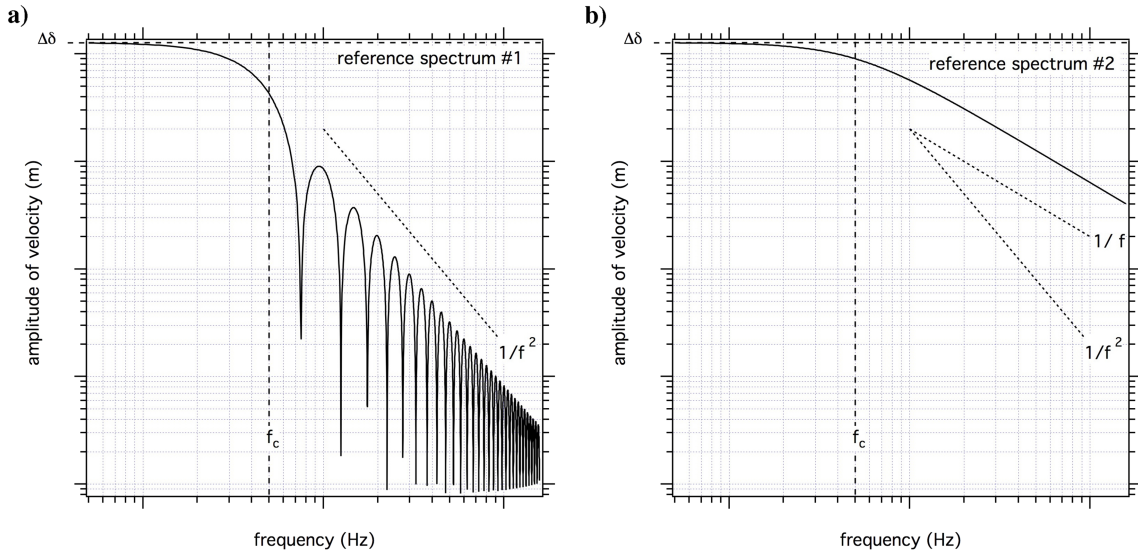 a)
Δδ
reference spectrum #1
amplitude of velocity (m)
1/f 2
fc
frequency (Hz)
b)
Δδ
reference spectrum #2
amplitude of velocity (m)
1/ f
1/f 2
fc
frequency (Hz)